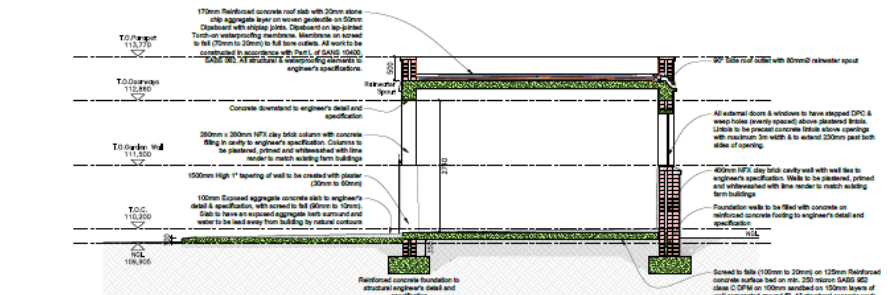 170mm Reinforced concrete roof slab with 20mm stone
chip aggregate layer on woven geotextile on 50mm
Dipsboard with shiplap joints. Dipsboard on lap-jointed
Torch-on waterproofing membrane. Membrane on screed
to fall (70mm to 20mm) to full bore outlets. All work to be
constructed in accordance with Part L of SANS 10400,
SABS 062. All structural & waterproofing elements to
engineer's specifications.
T.O.Parapet
113,770
500
90° Side roof outlet with 80mmØ rainwater spout
Rainwater
Spout
T.O.Doorways
112,880
Concrete downstand to engineer's detail and
specification
All external doors & windows to have stepped DPC &
weep holes (evenly spaced) above plastered lintols.
Lintols to be precast concrete lintols above openings
with maximum 3m width & to extend 230mm past both
sides of opening.
280mm x 280mm NFX clay brick column with concrete
filling in cavity to engineer's specification. Columns to
be plastered, primed and whitewashed with lime
render to match existing farm buildings
T.O.Garden Wall
111,500
2740
1500mm High 1° tapering of wall to be created with plaster
(30mm to 60mm)
400mm NFX clay brick cavity wall with wall ties to
engineer's specification. Walls to be plastered, primed
and whitewashed with lime render to match existing
farm buildings
100mm Exposed aggregate concrete slab to engineer's
detail & specification, with screed to fall (90mm to 10mm).
Slab to have an exposed aggregate kerb surround and
water to be lead away from building by natural contours
Foundation walls to be filled with concrete on
reinforced concrete footing to engineer's detail and
specification
T.O.C.
110,200
NGL
NGL
109,905
Reinforced concrete foundation to
structural engineer's detail and
Screed to falls (100mm to 20mm) on 125mm Reinforced
concrete surface bed on min. 250 micron SABS 952
class C DPM on 100mm sandbed on 150mm layers of